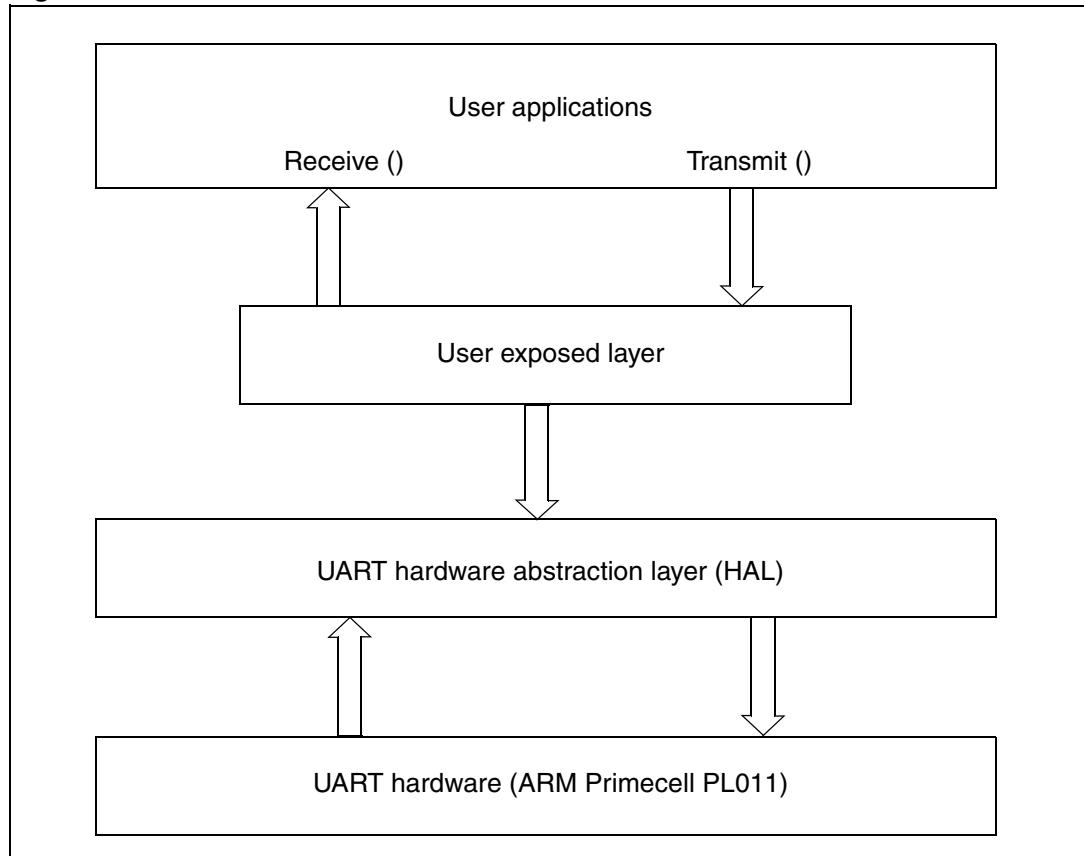 User applications
Receive () Transmit ()
User exposed layer
UART hardware abstraction layer (HAL)
UART hardware (ARM Primecell PL011)